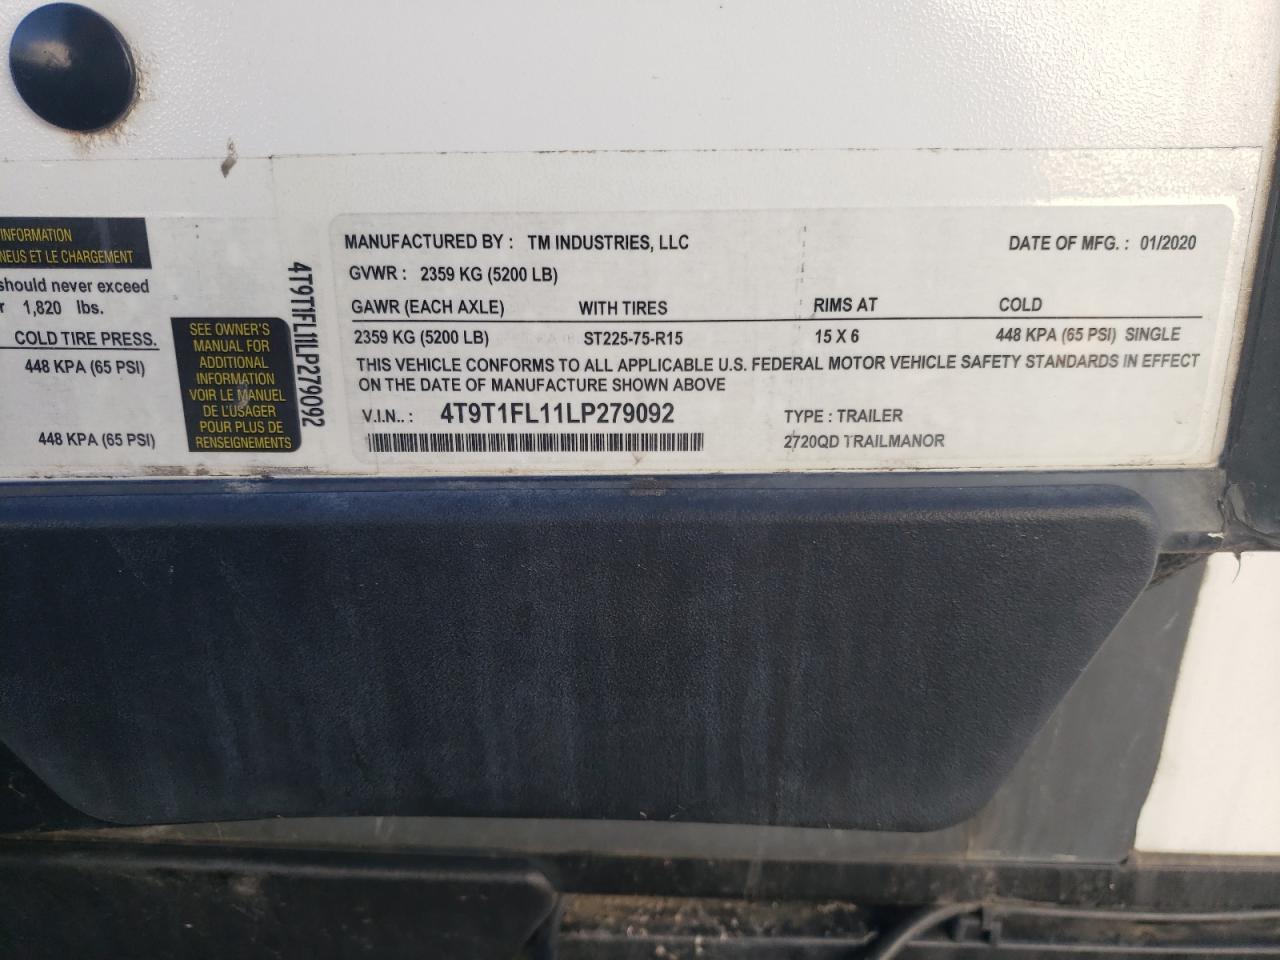 INFORMATION
NEUS ET LE CHARGEMENT
should never exceed
1,820 lbs.
COLD TIRE PRESS.
448 KPA (65 PSI)
448 KPA (65 PSI)
SEE OWNER'S
MANUAL FOR
ADDITIONAL
INFORMATION
VOIR LE MANUEL
DE L'USAGER
POUR PLUS DE
RENSEIGNEMENTS
4T9T1FL11LP279092
MANUFACTURED BY : TM INDUSTRIES, LLC DATE OF MFG. : 01/2020
GVWR : 2359 KG (5200 LB)
GAWR (EACH AXLE) WITH TIRES RIMS AT COLD
2359 KG (5200 LB) ST225-75-R15 15 X 6 448 KPA (65 PSI) SINGLE
THIS VEHICLE CONFORMS TO ALL APPLICABLE U.S. FEDERAL MOTOR VEHICLE SAFETY STANDARDS IN EFFECT
ON THE DATE OF MANUFACTURE SHOWN ABOVE
V.I.N.. : 4T9T1FL11LP279092 TYPE : TRAILER
2720QD TRAILMANOR